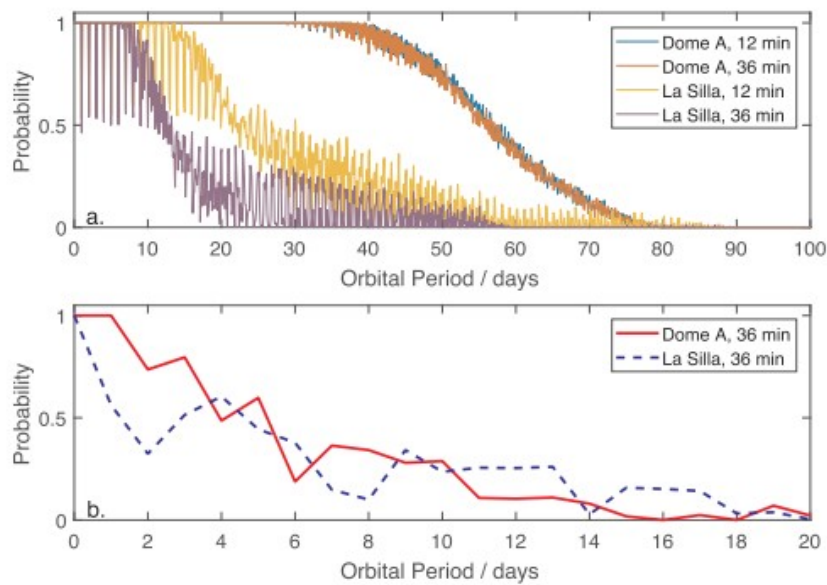 1
0.5
0
Probability
a.
Dome A, 12 min
Dome A, 36 min
La Silla, 12 min
La Silla, 36 min
0 10 20 30 40 50 60 70 80 90 100
Orbital Period / days
1
0.5
0
Probability
b.
Dome A, 36 min
La Silla, 36 min
0 2 4 6 8 10 12 14 16 18 20
Orbital Period / days